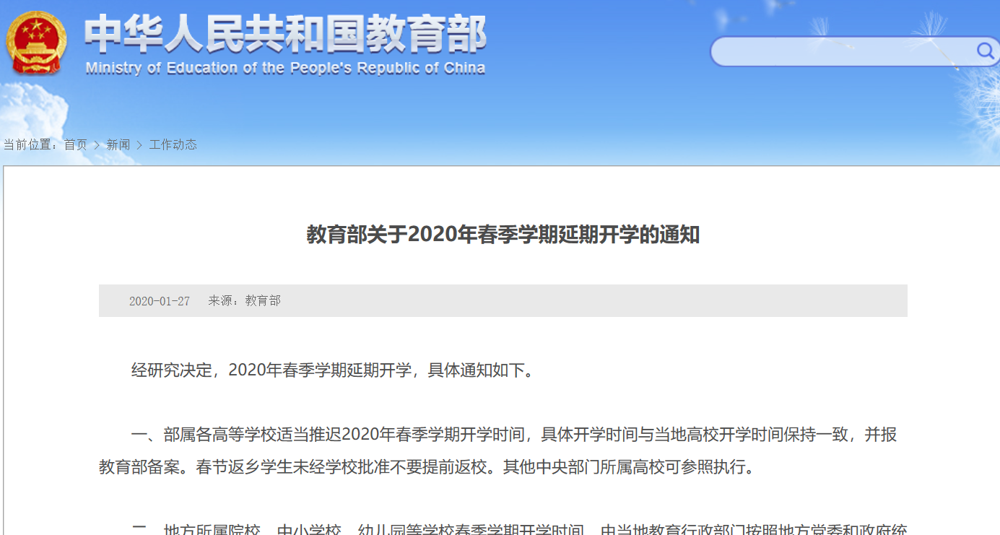 中华人民共和国教育部
Ministry of Education of the People's Republic of China
当前位置：首页 > 新闻 > 工作动态
教育部关于2020年春季学期延期开学的通知
2020-01-27 来源：教育部
经研究决定，2020年春季学期延期开学，具体通知如下。
一、部属各高等学校适当推迟2020年春季学期开学时间，具体开学时间与当地高校开学时间保持一致，并报
教育部备案。春节返乡学生未经学校批准不要提前返校。其他中央部门所属高校可参照执行。
二、地方所属院校、中小学校、幼儿园等学校春季学期开学时间，由当地教育行政部门按照地方党委和政府统